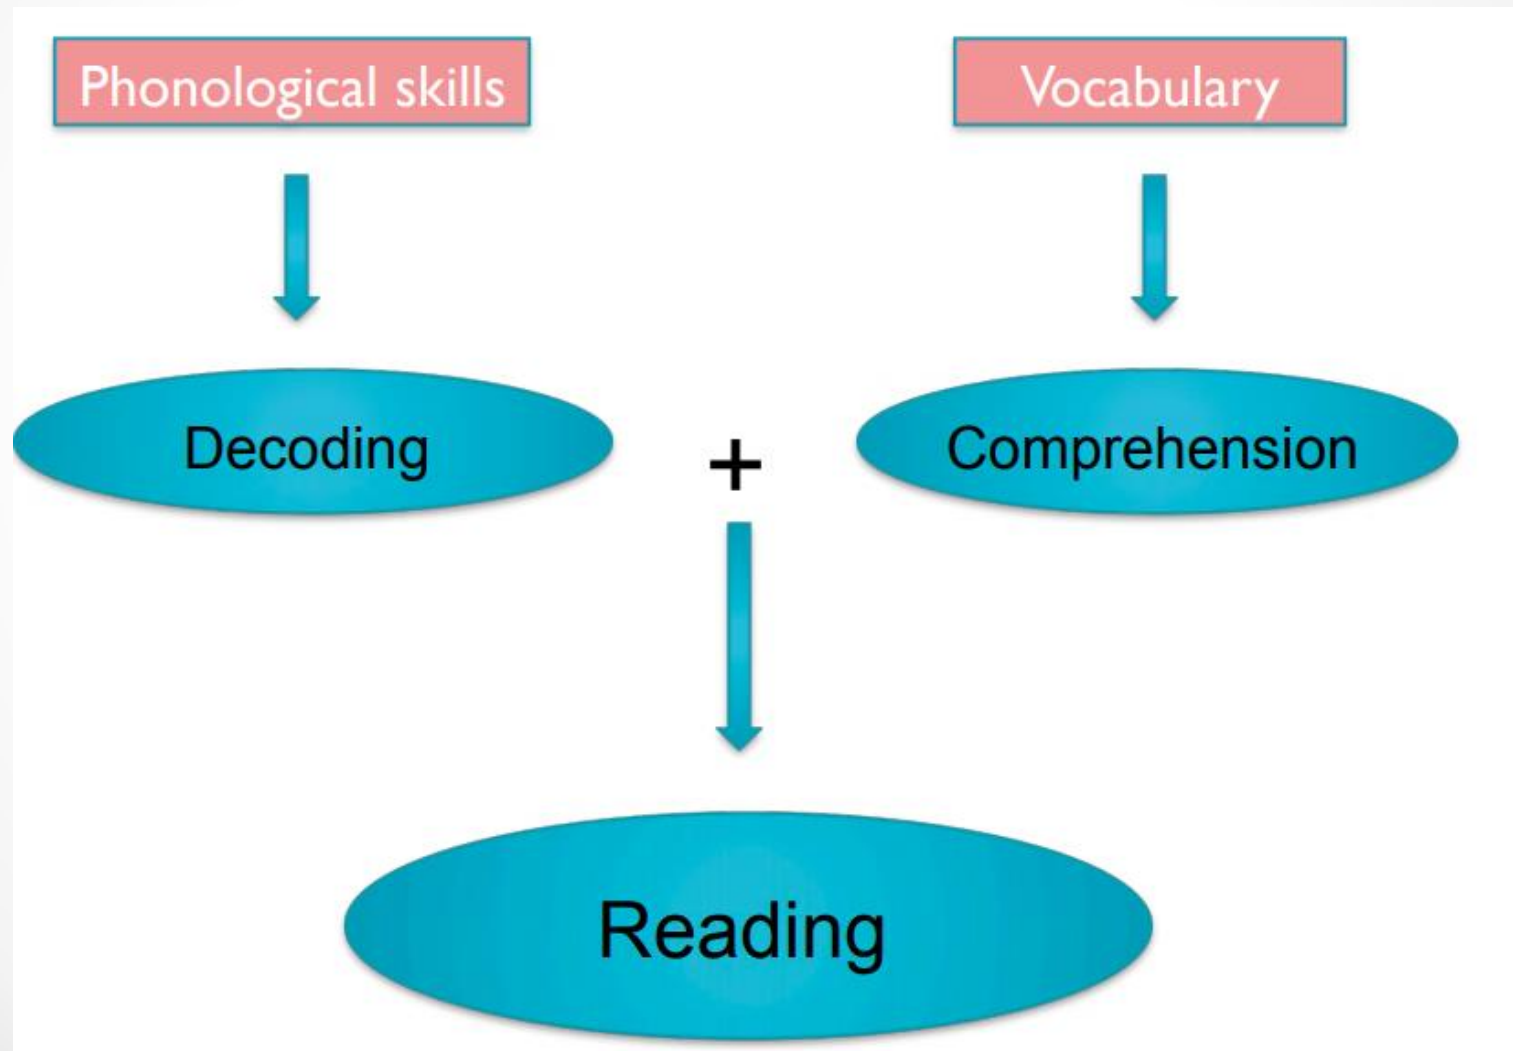 Phonological skills
Vocabulary
Decoding
+
Comprehension
Reading